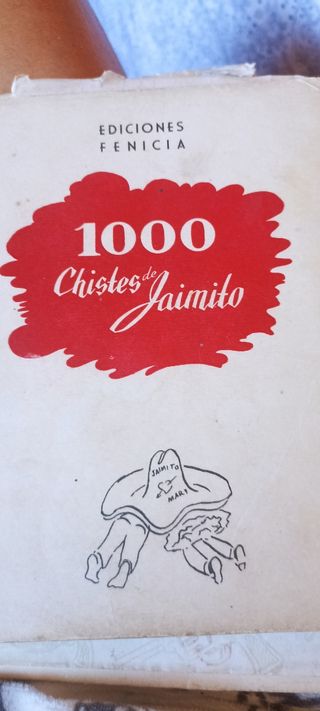 EDICIONES
FENICIA
1000
Chistes de Jaimito
JAIMITO
MARY